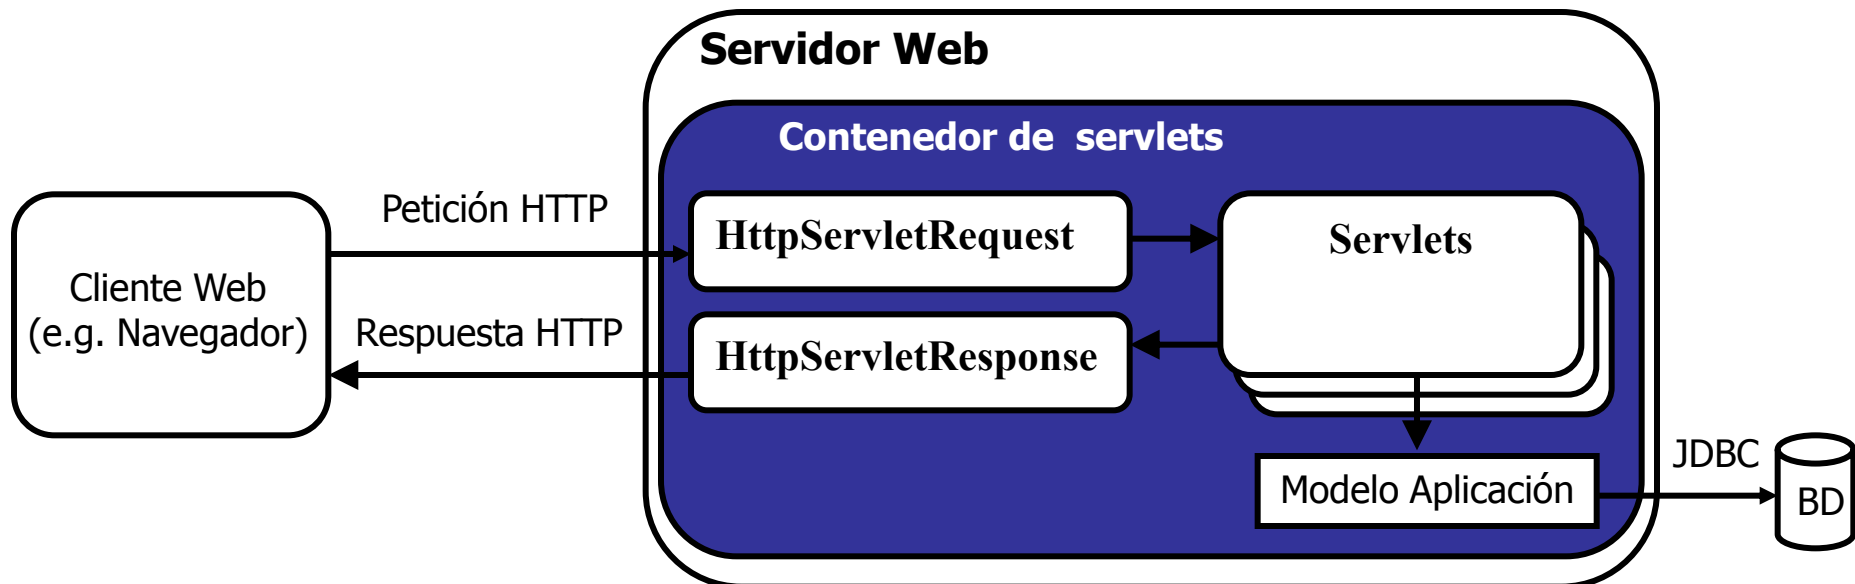 Servidor Web
Contenedor de servlets
Petición HTTP
HttpServletRequest
Servlets
Cliente Web
(e.g. Navegador)
Respuesta HTTP
HttpServletResponse
JDBC
Modelo Aplicación
BD